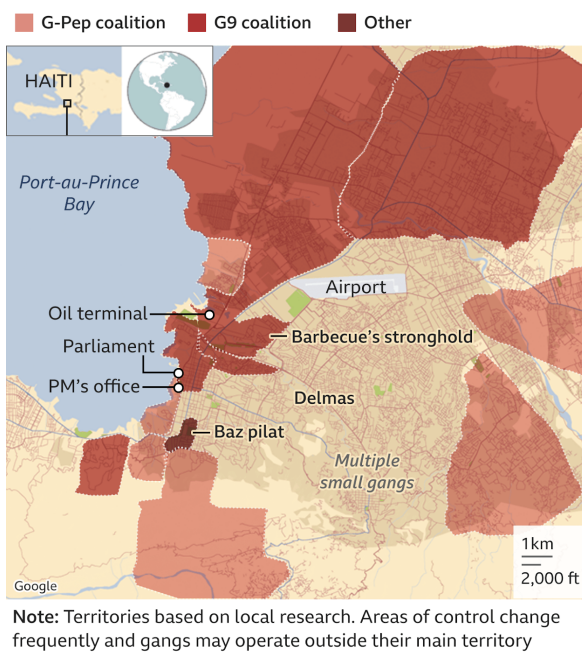 G-Pep coalition
G9 coalition
Other
HAITI
Port-au-Prince
Bay
Airport
Oil terminal
Barbecue’s stronghold
Parliament
PM’s office
Delmas
Baz pilat
Multiple
small gangs
1km
2,000 ft
Google
Note: Territories based on local research. Areas of control change
frequently and gangs may operate outside their main territory